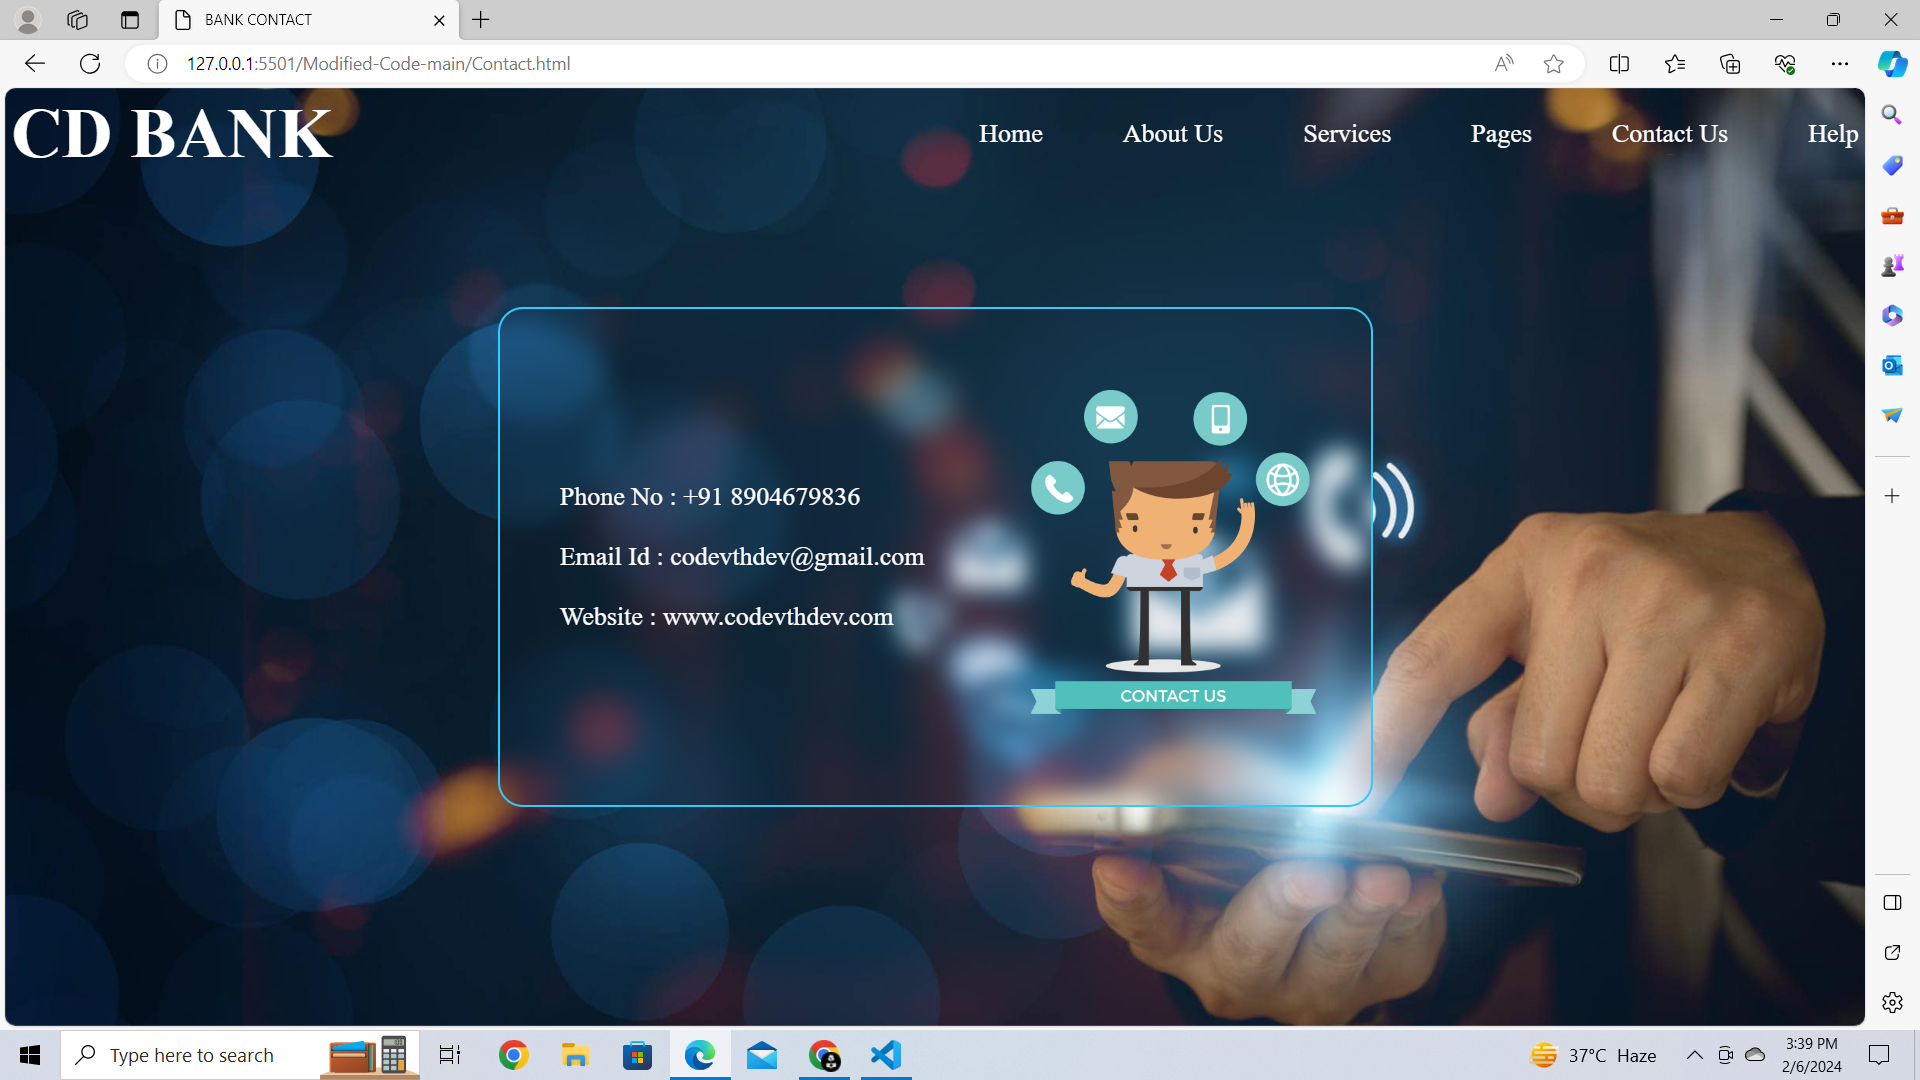 BANK CONTACT
127.0.0.1:5501/Modified-Code-main/Contact.html
CD BANK
Home About Us Services Pages Contact Us Help
Phone No : +91 8904679836
Email Id : codevthdev@gmail.com
Website : www.codevthdev.com
CONTACT US
Type here to search
37°C Haze
3:39 PM
2/6/2024